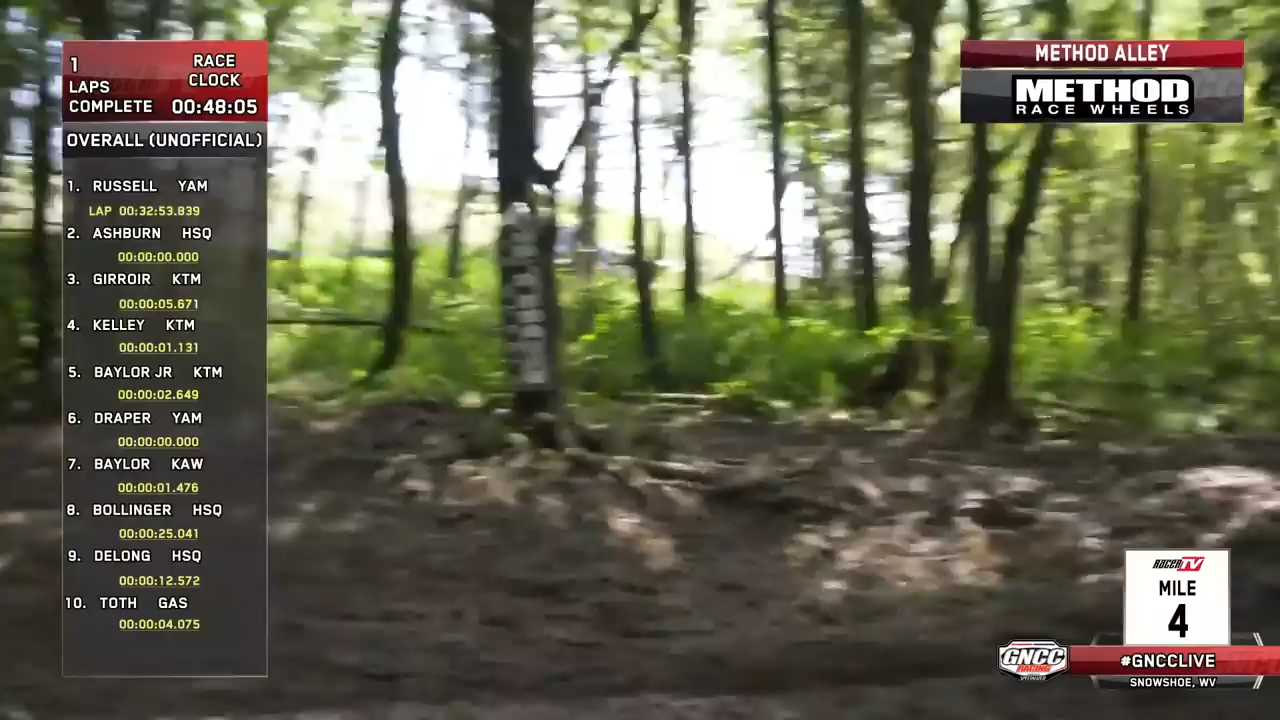 1
LAPS
COMPLETE
RACE
CLOCK
00:48:05
OVERALL (UNOFFICIAL)
1. RUSSELL YAM
LAP 00:32:53.839
2. ASHBURN HSQ
00:00:00.000
3. GIRROIR KTM
00:00:05.671
4. KELLEY KTM
00:00:01.131
5. BAYLOR JR KTM
00:00:02.649
6. DRAPER YAM
00:00:00.000
7. BAYLOR KAW
00:00:01.476
8. BOLLINGER HSQ
00:00:25.041
9. DELONG HSQ
00:00:12.572
10. TOTH GAS
00:00:04.075
METHOD ALLEY
METHOD
RACE WHEELS
RACER TV
MILE
4
GNCC
RACING
SPECIALIZED
#GNCCLIVE
SNOWSHOE, WV